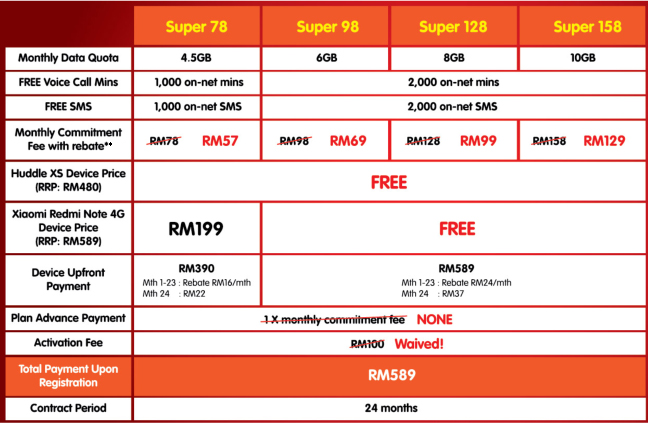 Super 78 Super 98 Super 128 Super 158
Monthly Data Quota 4.5GB 6GB 8GB 10GB
FREE Voice Call Mins 1,000 on-net mins 2,000 on-net mins
FREE SMS 1,000 on-net SMS 2,000 on-net SMS
Monthly Commitment
Fee with rebate** RM78 RM57 RM98 RM69 RM128 RM99 RM158 RM129
Huddle XS Device Price
(RRP: RM480)
FREE
Xiaomi Redmi Note 4G
Device Price
(RRP: RM589)
RM199 FREE
Device Upfront
Payment
RM390
Mth 1-23 : Rebate RM16/mth
Mth 24 : RM22
RM589
Mth 1-23 : Rebate RM24/mth
Mth 24 : RM37
Plan Advance Payment 1 X monthly commitment fee NONE
Activation Fee RM100 Waived!
Total Payment Upon
Registration
RM589
Contract Period 24 months